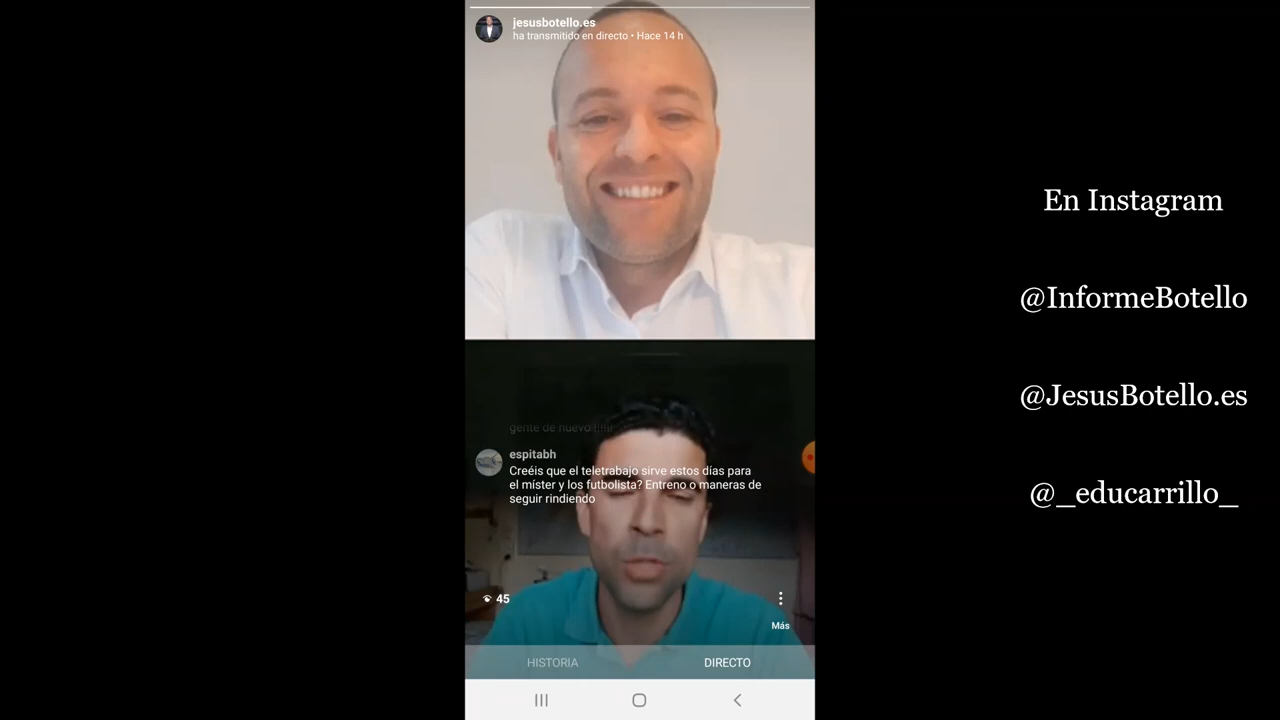 jesusbotello.es
ha transmitido en directo • Hace 14 h
gente de nuevo !!!!!
espitabh
Creéis que el teletrabajo sirve estos días para
el míster y los futbolista? Entreno o maneras de
seguir rindiendo
45
Más
HISTORIA
DIRECTO
En Instagram
@InformeBotello
@JesusBotello.es
@_educarrillo_